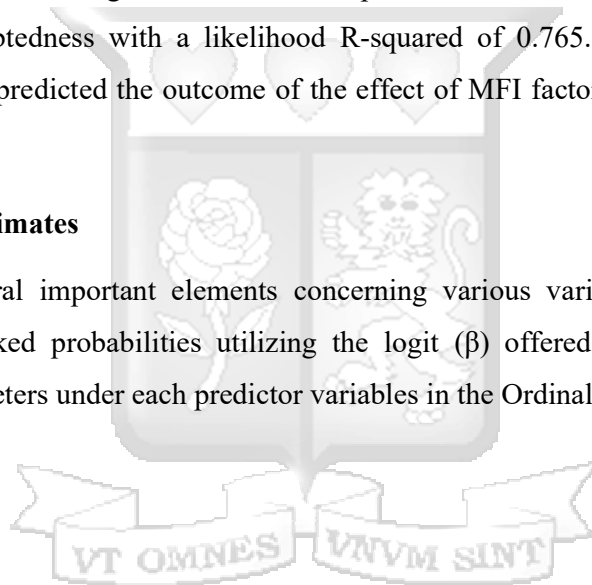 btedness with a likelihood R-squared of 0.765.
predicted the outcome of the effect of MFI factor
imates
ral important elements concerning various vari
ked probabilities utilizing the logit (β) offered
eters under each predictor variables in the Ordinal
VT OMNES VNVM SINT